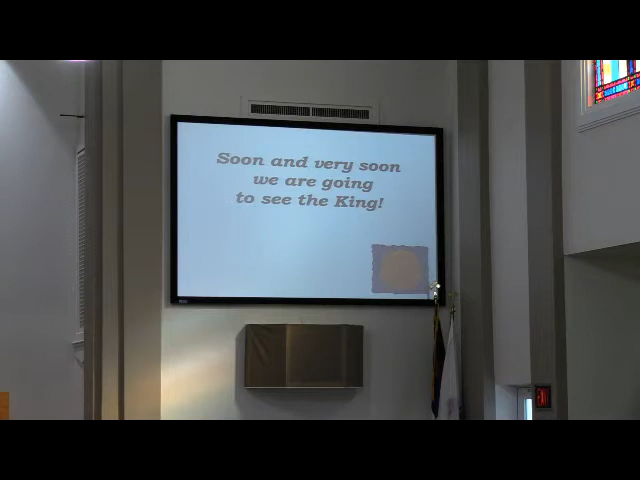 Soon and very soon
we are going
to see the King!